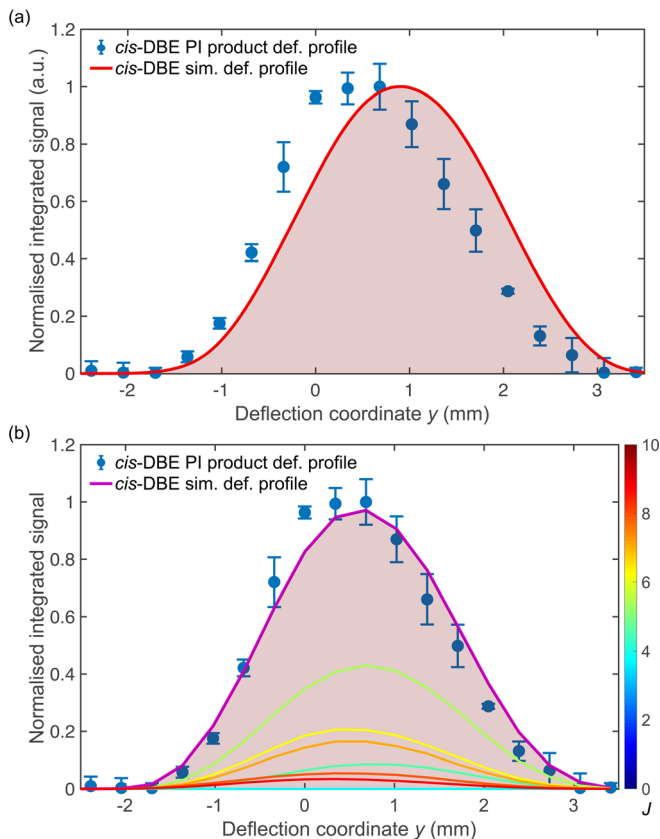 (a)
1.2
1
0.8
0.6
0.4
0.2
0
Normalised integrated signal (a.u.)
cis-DBE PI product def. profile
cis-DBE sim. def. profile
-2 -1 0 1 2 3
Deflection coordinate y (mm)
(b)
1.2
1
0.8
0.6
0.4
0.2
0
Normalised integrated signal
cis-DBE PI product def. profile
cis-DBE sim. def. profile
-2 -1 0 1 2 3
Deflection coordinate y (mm)
10
8
6
4
2
0
J